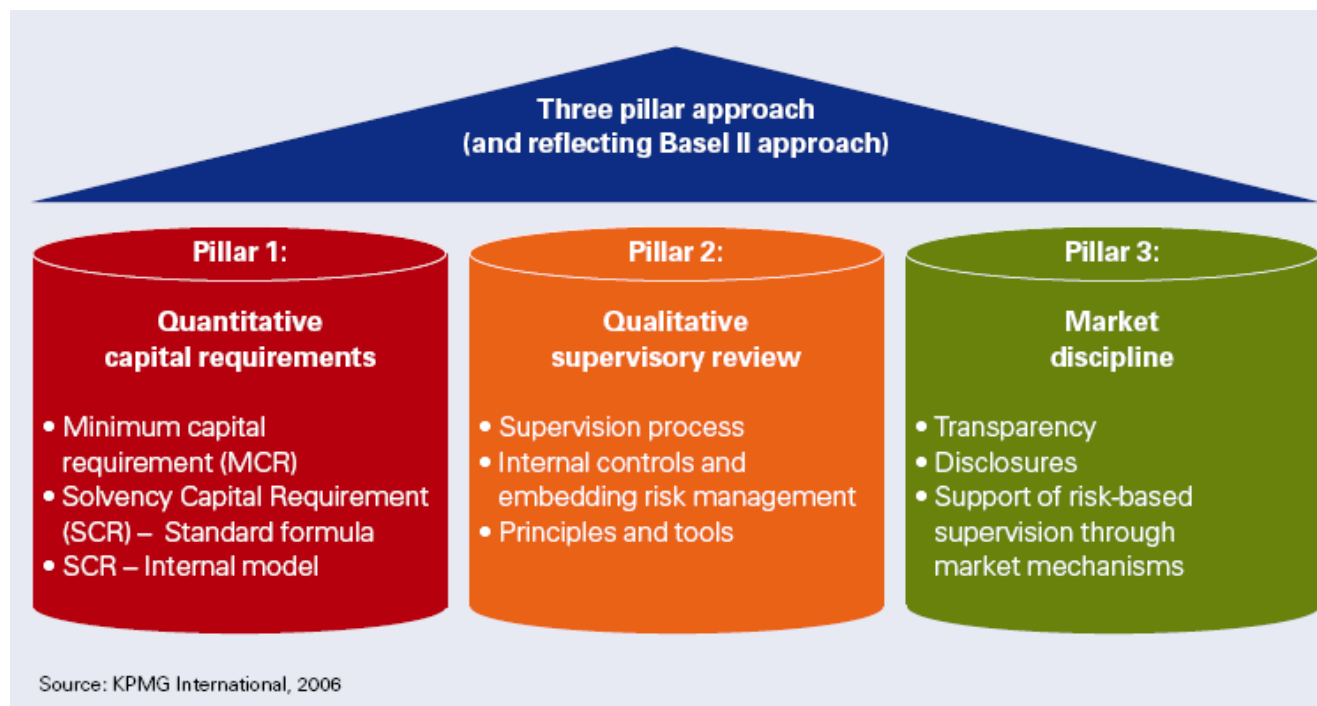 Three pillar approach
(and reflecting Basel II approach)
Pillar 1:
Quantitative
capital requirements
• Minimum capital
requirement (MCR)
• Solvency Capital Requirement
(SCR) – Standard formula
• SCR – Internal model
Pillar 2:
Qualitative
supervisory review
• Supervision process
• Internal controls and
embedding risk management
• Principles and tools
Pillar 3:
Market
discipline
• Transparency
• Disclosures
• Support of risk-based
supervision through
market mechanisms
Source: KPMG International, 2006